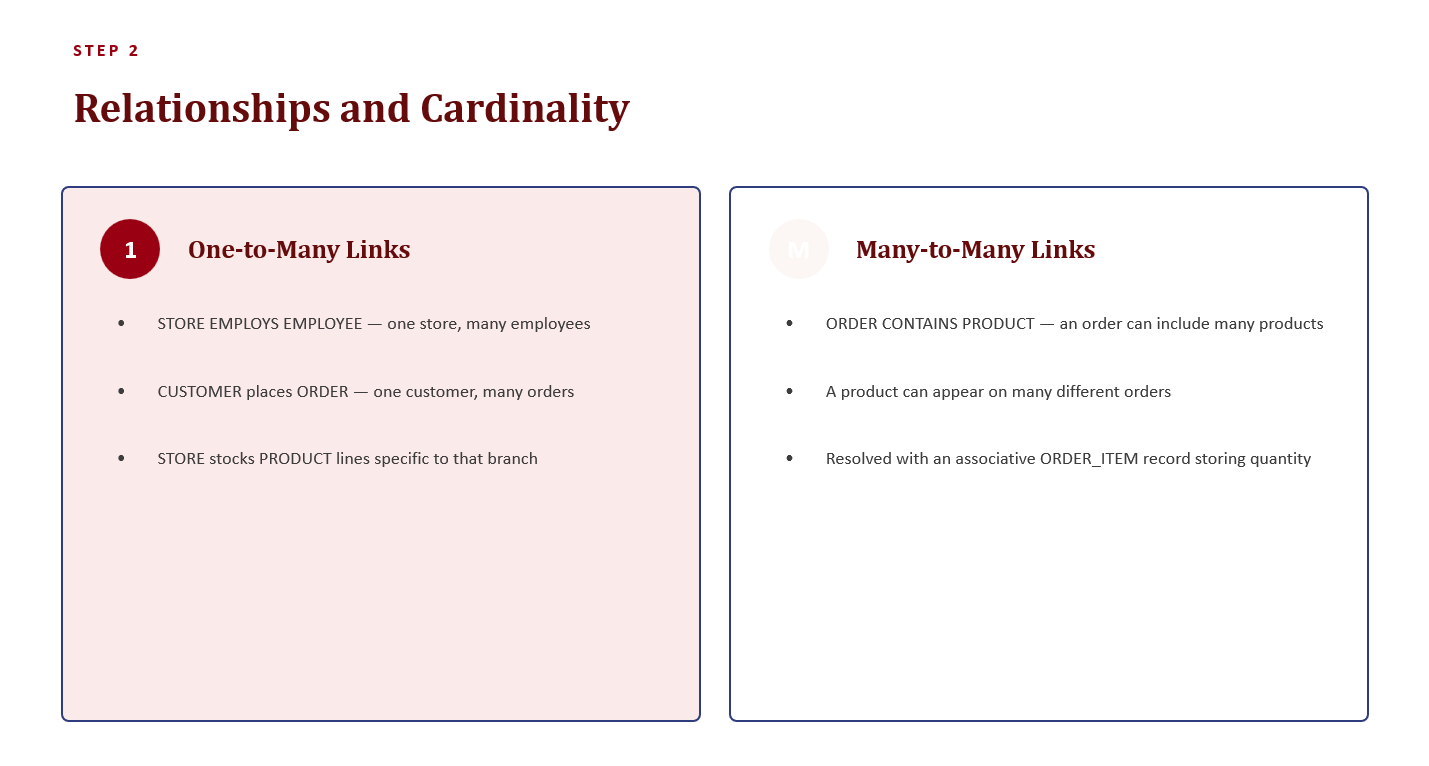 STEP 2
Relationships and Cardinality
1
One-to-Many Links
• STORE EMPLOYS EMPLOYEE — one store, many employees
• CUSTOMER places ORDER — one customer, many orders
• STORE stocks PRODUCT lines specific to that branch
M
Many-to-Many Links
• ORDER CONTAINS PRODUCT — an order can include many products
• A product can appear on many different orders
• Resolved with an associative ORDER_ITEM record storing quantity